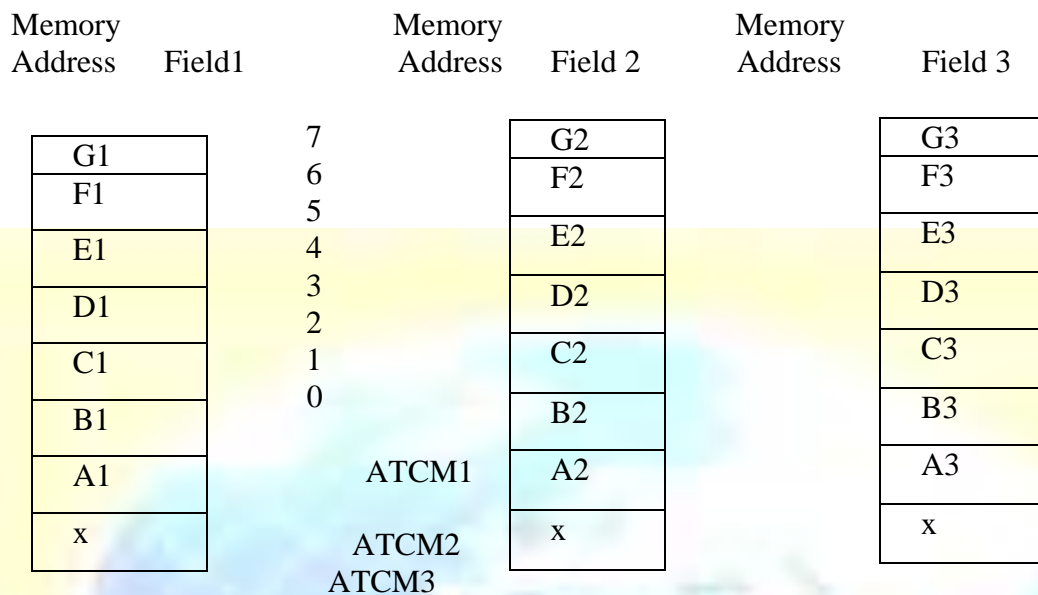 Memory Memory Memory
Address Field1 Address Field 2 Address Field 3
7 G2 G3
G1
6 F2 F3
F1
5
E1 4 E2 E3
3
D1 D2 D3
2
C1 1 C2 C3
0
B1 B2 B3
A1 ATCM1 A2 A3
x ATCM2 x x
ATCM3